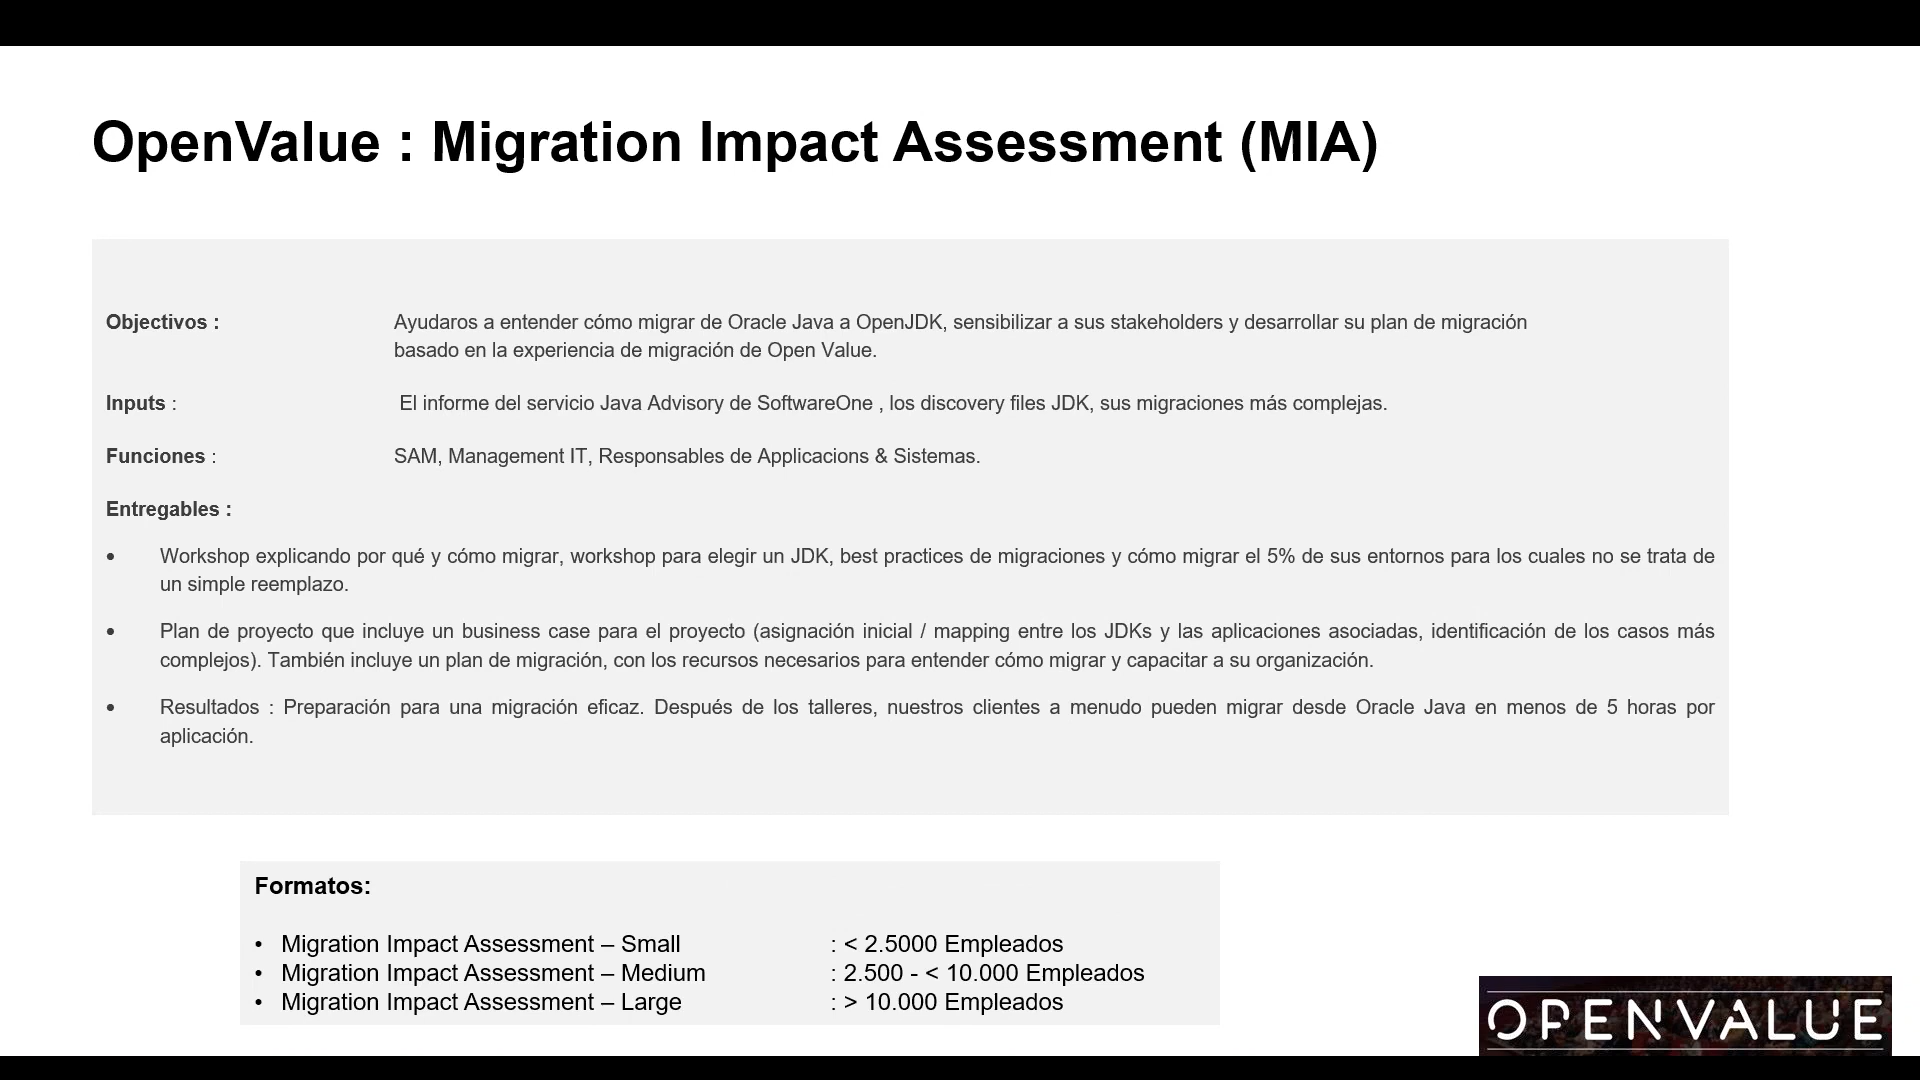 OpenValue : Migration Impact Assessment (MIA)
Objectivos : Ayudaros a entender cómo migrar de Oracle Java a OpenJDK, sensibilizar a sus stakeholders y desarrollar su plan de migración
basado en la experiencia de migración de Open Value.
Inputs : El informe del servicio Java Advisory de SoftwareOne , los discovery files JDK, sus migraciones más complejas.
Funciones : SAM, Management IT, Responsables de Applicacions & Sistemas.
Entregables :
• Workshop explicando por qué y cómo migrar, workshop para elegir un JDK, best practices de migraciones y cómo migrar el 5% de sus entornos para los cuales no se trata de
un simple reemplazo.
• Plan de proyecto que incluye un business case para el proyecto (asignación inicial / mapping entre los JDKs y las aplicaciones asociadas, identificación de los casos más
complejos). También incluye un plan de migración, con los recursos necesarios para entender cómo migrar y capacitar a su organización.
• Resultados : Preparación para una migración eficaz. Después de los talleres, nuestros clientes a menudo pueden migrar desde Oracle Java en menos de 5 horas por
aplicación.
Formatos:
• Migration Impact Assessment – Small : < 2.5000 Empleados
• Migration Impact Assessment – Medium : 2.500 - < 10.000 Empleados
• Migration Impact Assessment – Large : > 10.000 Empleados
OPENVALUE